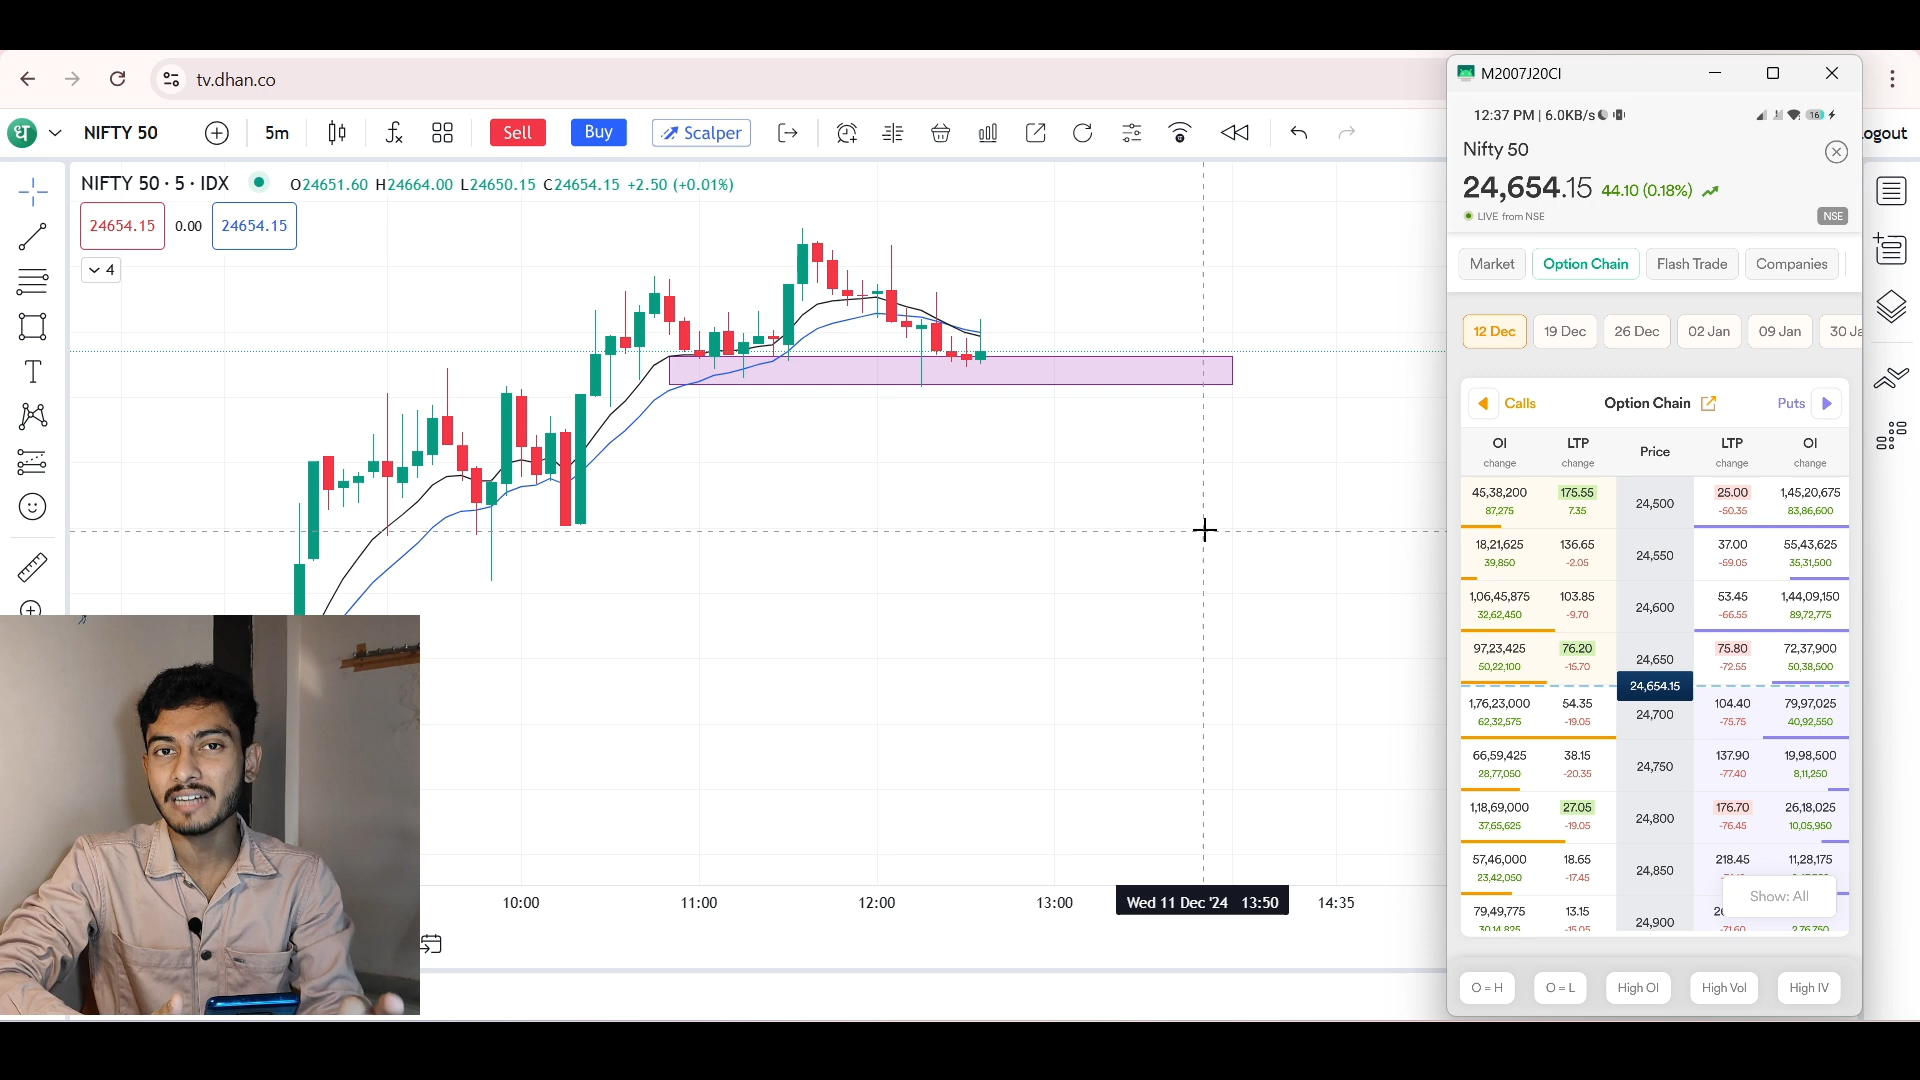 tv.dhan.co
ध
NIFTY 50
5m
Sell
Buy
Scalper
ogout
NIFTY 50 · 5 · IDX
O24651.60 H24664.00 L24650.15 C24654.15 +2.50 (+0.01%)
24654.15
0.00
24654.15
4
10:00
11:00
12:00
13:00
Wed 11 Dec '24 13:50
14:35
M2007J20CI
12:37 PM | 6.0KB/s
16
Nifty 50
24,654.15 44.10 (0.18%)
LIVE from NSE
NSE
Market
Option Chain
Flash Trade
Companies
12 Dec
19 Dec
26 Dec
02 Jan
09 Jan
30 Ja
Calls
Option Chain
Puts
OI LTP Price LTP OI
change change change change
45,38,200 175.55 24,500 25.00 1,45,20,675
87,275 7.35 -50.35 83,86,600
18,21,625 136.65 24,550 37.00 55,43,625
39,850 -2.05 -59.05 35,31,500
1,06,45,875 103.85 24,600 53.45 1,44,09,150
32,62,450 -9.70 -66.55 89,72,775
97,23,425 76.20 24,650 75.80 72,37,900
50,22,100 -15.70 -72.55 50,38,500
24,654.15
1,76,23,000 54.35 24,700 104.40 79,97,025
62,32,575 -19.05 -75.75 40,92,550
66,59,425 38.15 24,750 137.90 19,98,500
28,77,050 -20.35 -77.40 8,11,250
1,18,69,000 27.05 24,800 176.70 26,18,025
37,65,625 -19.05 -76.45 10,05,950
57,46,000 18.65 24,850 218.45 11,28,175
23,42,050 -17.45
Show: All
79,49,775 13.15 24,900
30,14,825 -15.05 -71.60 2,76,750
O = H
O = L
High OI
High Vol
High IV